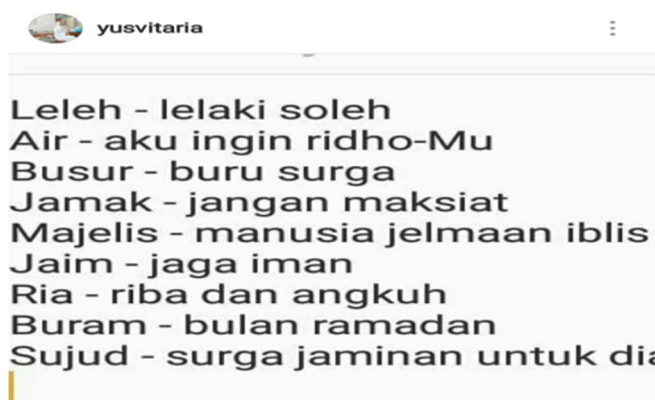 yusvitaria
Leleh - lelaki soleh
Air - aku ingin ridho-Mu
Busur - buru surga
Jamak - jangan maksiat
Majelis - manusia jelmaan iblis
Jaim - jaga iman
Ria - riba dan angkuh
Buram - bulan ramadan
Sujud - surga jaminan untuk